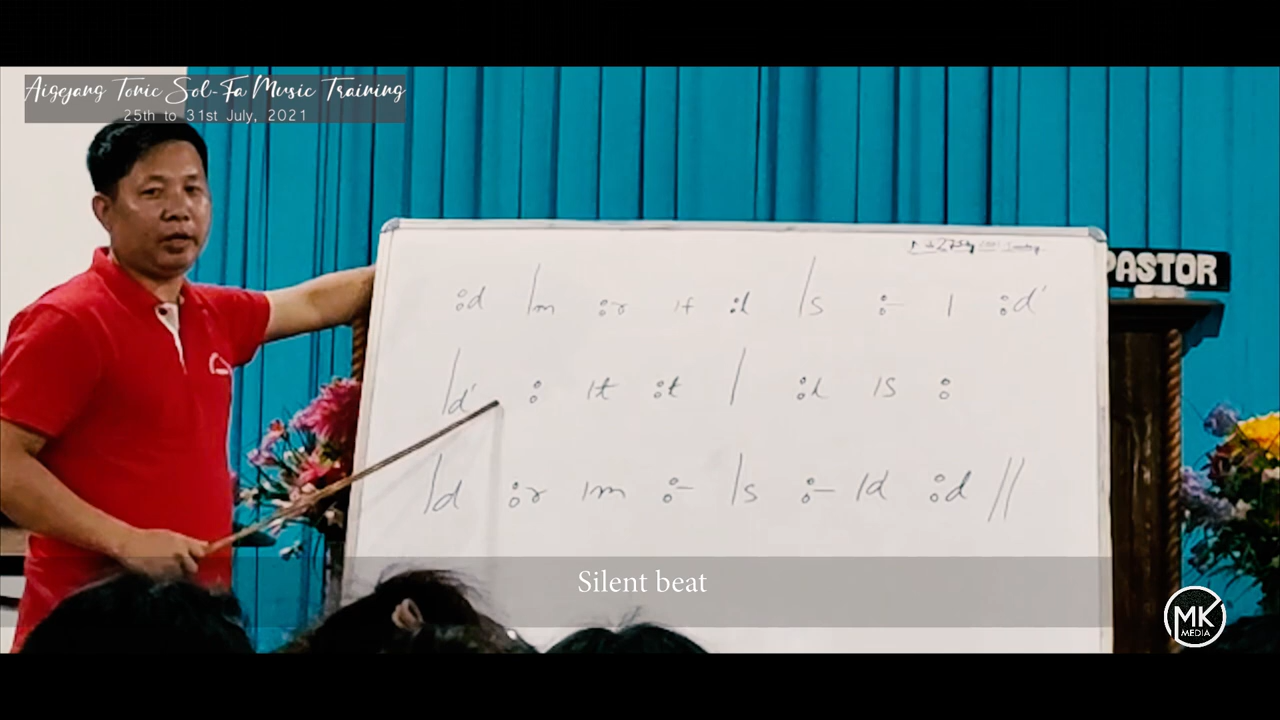 Aigejang Tonic Sol-Fa Music Training
25th to 31st July, 2021
PASTOR
:d |m :r |f :l |s :- | :d'
|d' : |t :t | :l |s :
|d :r |m :- |s :- |d :d ||
Silent beat
MK
MEDIA